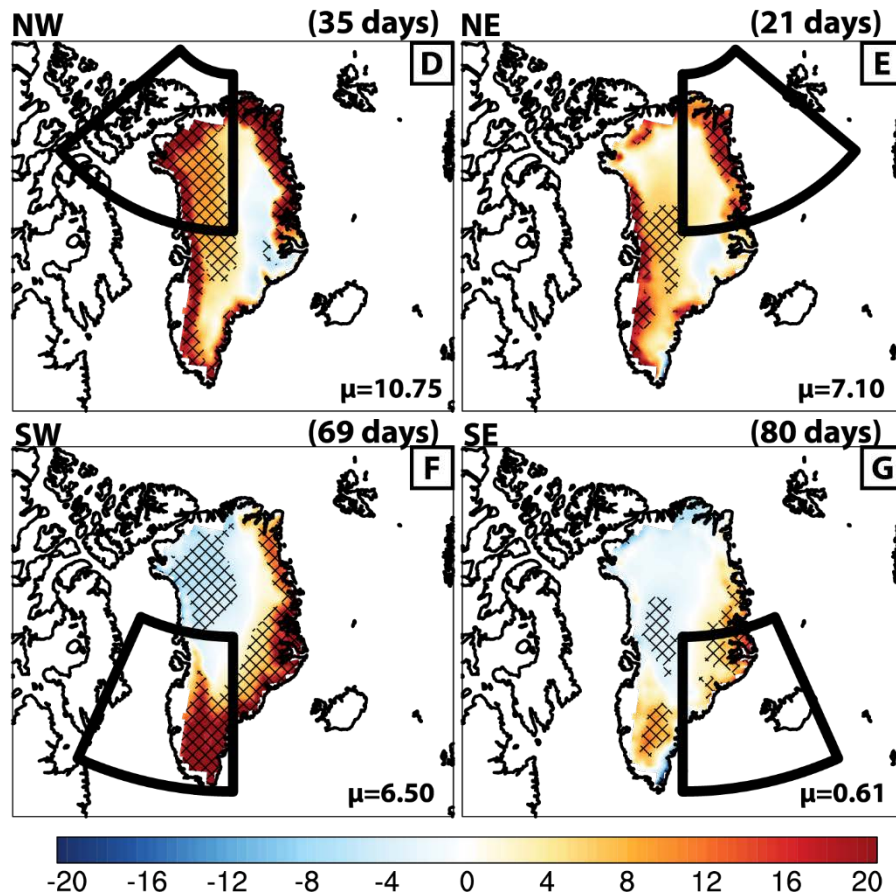 NW (35 days)
D
μ=10.75
NE (21 days)
E
μ=7.10
SW (69 days)
F
μ=6.50
SE (80 days)
G
μ=0.61
-20 -16 -12 -8 -4 0 4 8 12 16 20